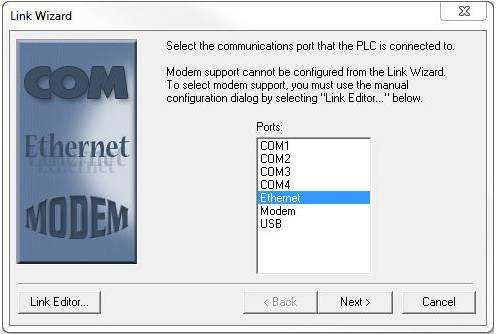 Link Wizard
COM
Ethernet
MODEM
Select the communications port that the PLC is connected to.
Modem support cannot be configured from the Link Wizard.
To select modem support, you must use the manual
configuration dialog by selecting "Link Editor..." below.
Ports:
COM1
COM2
COM3
COM4
Ethernet
Modem
USB
Link Editor...
< Back
Next >
Cancel